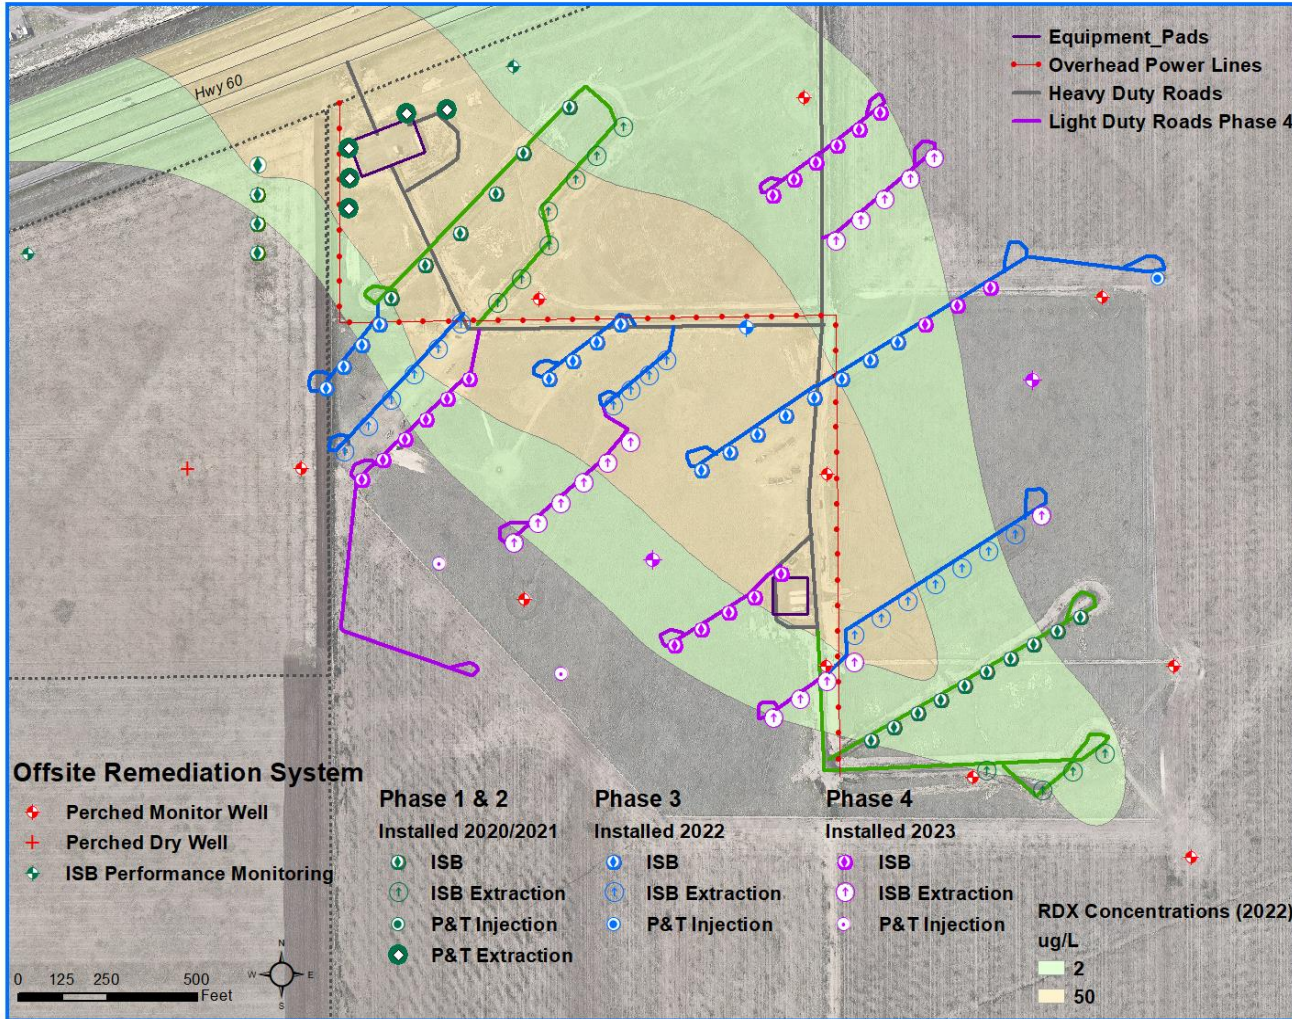 Equipment_Pads
Overhead Power Lines
Heavy Duty Roads
Light Duty Roads Phase 4
Hwy 60
Offsite Remediation System
Perched Monitor Well
Perched Dry Well
ISB Performance Monitoring
Phase 1 & 2
Installed 2020/2021
ISB
ISB Extraction
P&T Injection
P&T Extraction
Phase 3
Installed 2022
ISB
ISB Extraction
P&T Injection
Phase 4
Installed 2023
ISB
ISB Extraction
P&T Injection
RDX Concentrations (2022)
ug/L
2
50
N
W E
S
0 125 250 500
Feet